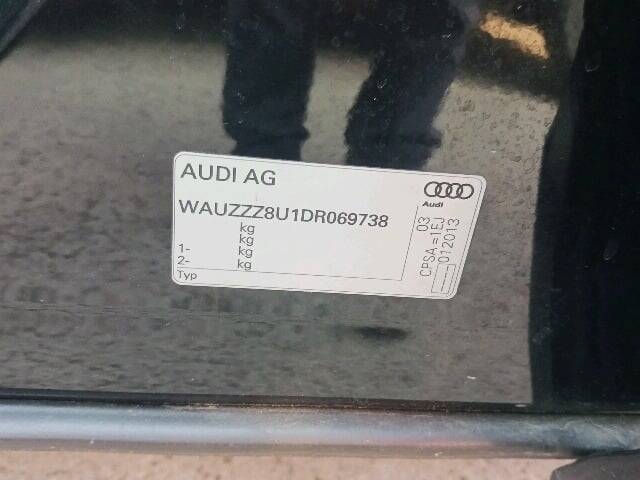 AUDI AG
Audi
WAUZZZ8U1DR069738
kg
kg
1- kg
2- kg
Typ
03
CPSA=1EJ
012013